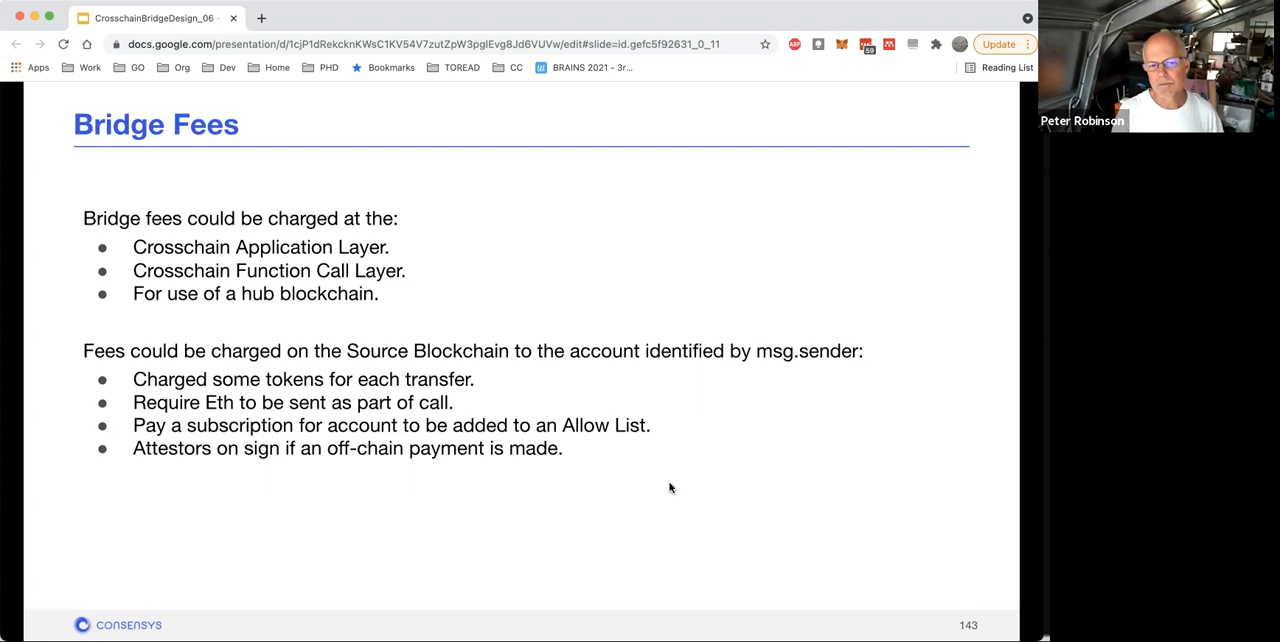 CrosschainBridgeDesign_06 -
docs.google.com/presentation/d/1cjP1dRekcknKWsC1KV54V7zutZpW3pglEvg8Jd6VUVw/edit#slide=id.gefc5f92631_0_11
ABP
59
Update
Apps
Work
GO
Org
Dev
Home
PHD
Bookmarks
TOREAD
CC
BRAINS 2021 - 3r...
Reading List
Peter Robinson
Bridge Fees
Bridge fees could be charged at the:
● Crosschain Application Layer.
● Crosschain Function Call Layer.
● For use of a hub blockchain.
Fees could be charged on the Source Blockchain to the account identified by msg.sender:
● Charged some tokens for each transfer.
● Require Eth to be sent as part of call.
● Pay a subscription for account to be added to an Allow List.
● Attestors on sign if an off-chain payment is made.
CONSENSYS
143